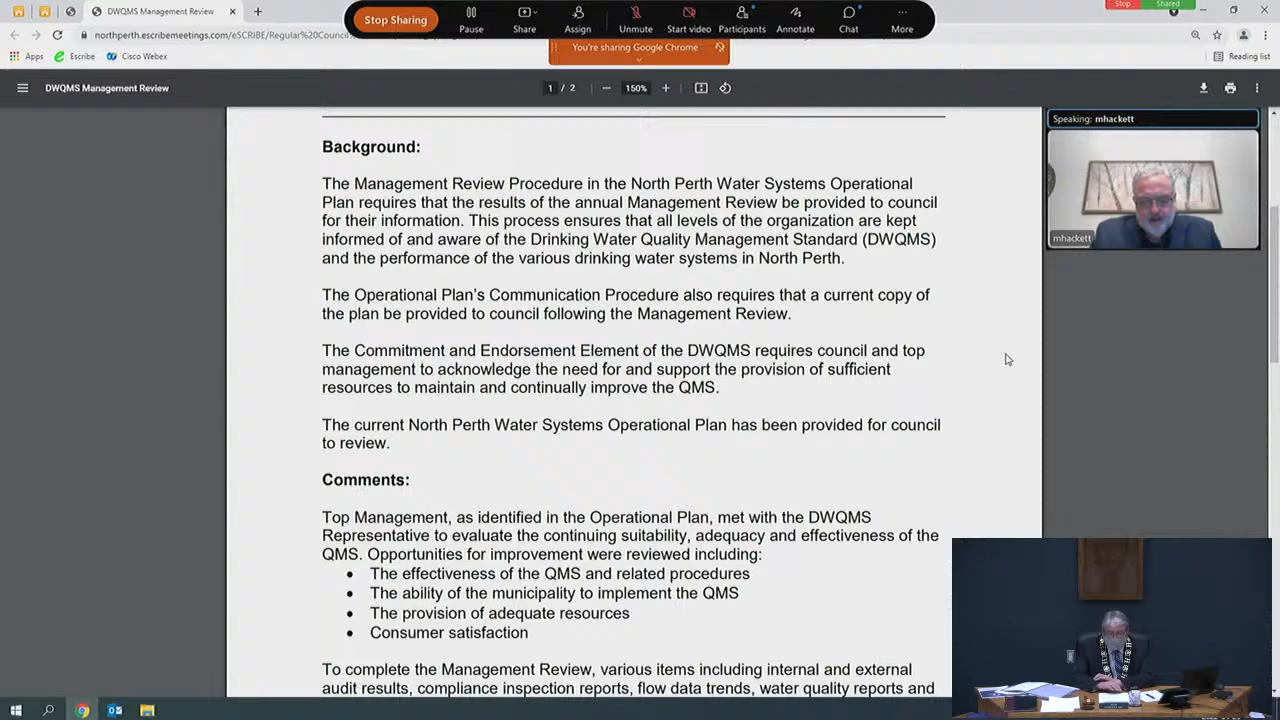 DWQMS Management Review
Stop Sharing
Pause
Share
Assign
Unmute
Start video
Participants
Annotate
Chat
More
Stop
Shared
northperth.escribemeetings.com/eSCRIBE/Regular%20Counci
You're sharing Google Chrome
Apps
Escribe
Cisco Webex
Reading list
DWQMS Management Review
1 / 2
150%
Speaking: mhackett
mhackett
Background:
The Management Review Procedure in the North Perth Water Systems Operational
Plan requires that the results of the annual Management Review be provided to council
for their information. This process ensures that all levels of the organization are kept
informed of and aware of the Drinking Water Quality Management Standard (DWQMS)
and the performance of the various drinking water systems in North Perth.
The Operational Plan's Communication Procedure also requires that a current copy of
the plan be provided to council following the Management Review.
The Commitment and Endorsement Element of the DWQMS requires council and top
management to acknowledge the need for and support the provision of sufficient
resources to maintain and continually improve the QMS.
The current North Perth Water Systems Operational Plan has been provided for council
to review.
Comments:
Top Management, as identified in the Operational Plan, met with the DWQMS
Representative to evaluate the continuing suitability, adequacy and effectiveness of the
QMS. Opportunities for improvement were reviewed including:
• The effectiveness of the QMS and related procedures
• The ability of the municipality to implement the QMS
• The provision of adequate resources
• Consumer satisfaction
To complete the Management Review, various items including internal and external
audit results, compliance inspection reports, flow data trends, water quality reports and